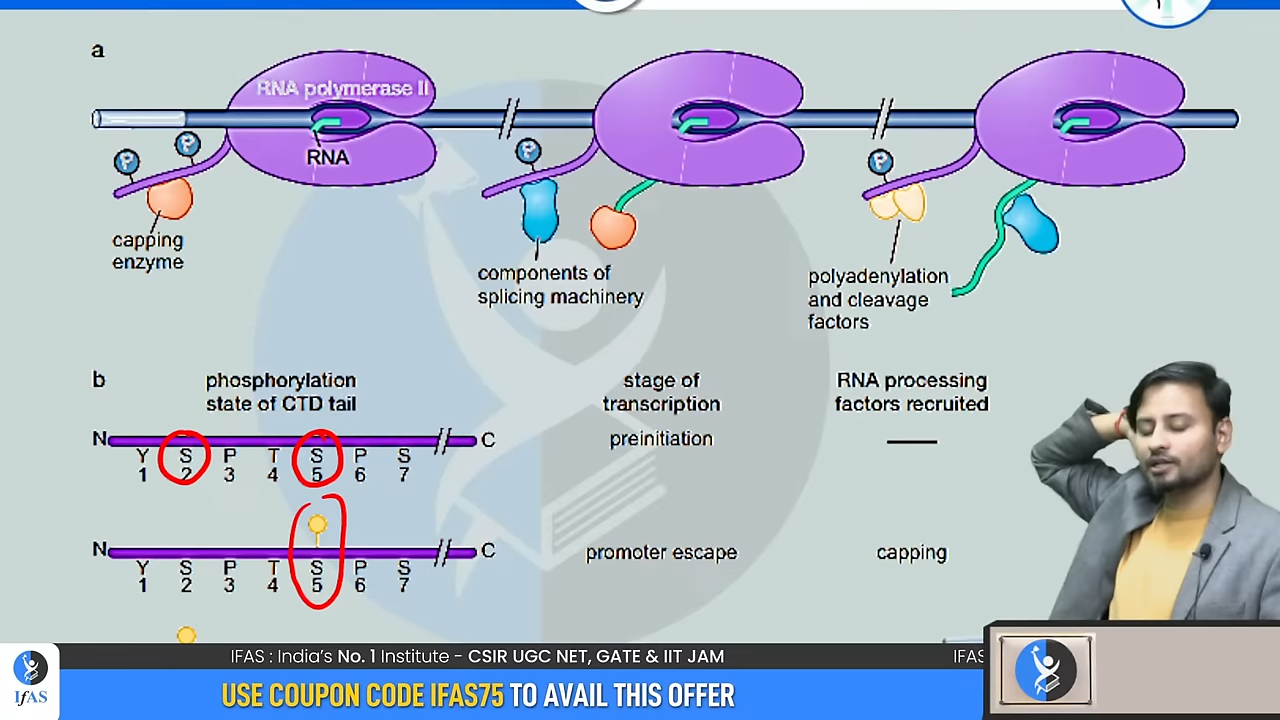 a
RNA polymerase II
P
P
P
P
RNA
capping
enzyme
components of
splicing machinery
polyadenylation
and cleavage
factors
b
phosphorylation
state of CTD tail
stage of
transcription
RNA processing
factors recruited
N
C
preinitiation
Y S P T S P S
1 2 3 4 5 6 7
N
C
promoter escape
capping
Y S P T S P S
1 2 3 4 5 6 7
IFAS : India's No. 1 Institute - CSIR UGC NET, GATE & IIT JAM
IFAS
IfAS
USE COUPON CODE IFAS75 TO AVAIL THIS OFFER